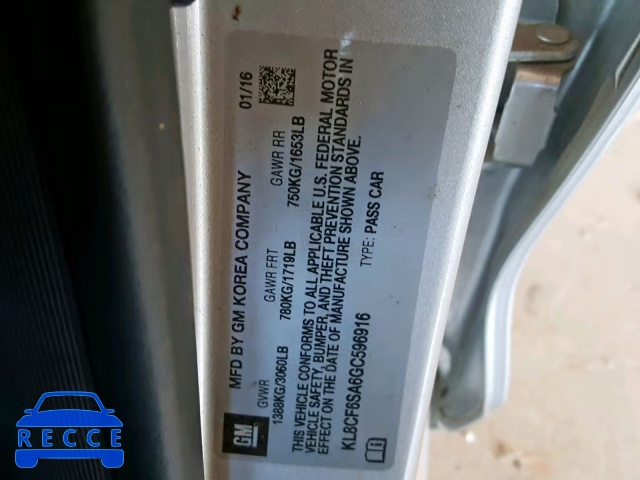 MFD BY GM KOREA COMPANY
01/16
GVWR
GAWR FRT
GAWR RR
1388KG/3060LB
780KG/1719LB
750KG/1653LB
THIS VEHICLE CONFORMS TO ALL APPLICABLE U.S. FEDERAL MOTOR
VEHICLE SAFETY, BUMPER, AND THEFT PREVENTION STANDARDS IN
EFFECT ON THE DATE OF MANUFACTURE SHOWN ABOVE.
KL8CF6SA6GC596916
TYPE: PASS CAR
GM
RECCE